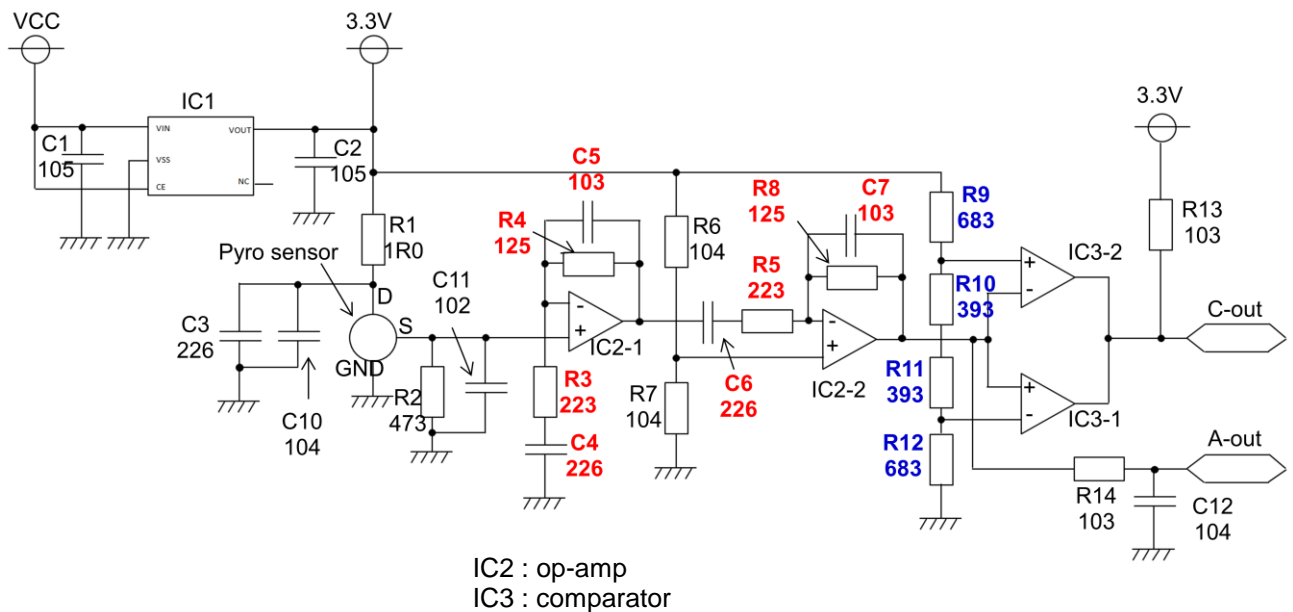 VCC
3.3V
IC1
VIN
VOUT
VSS
NC
CE
C1
105
C2
105
3.3V
C5
103
R4
125
R8
125
C7
103
R9
683
R13
103
R1
1R0
R6
104
Pyro sensor
IC3-2
R5
223
R10
393
C11
102
D
S
GND
C3
226
C10
104
R2
473
IC2-1
R3
223
C4
226
R7
104
C6
226
IC2-2
C-out
R11
393
IC3-1
R12
683
A-out
R14
103
C12
104
+
-
+
-
-
+
-
+
IC2 : op-amp
IC3 : comparator